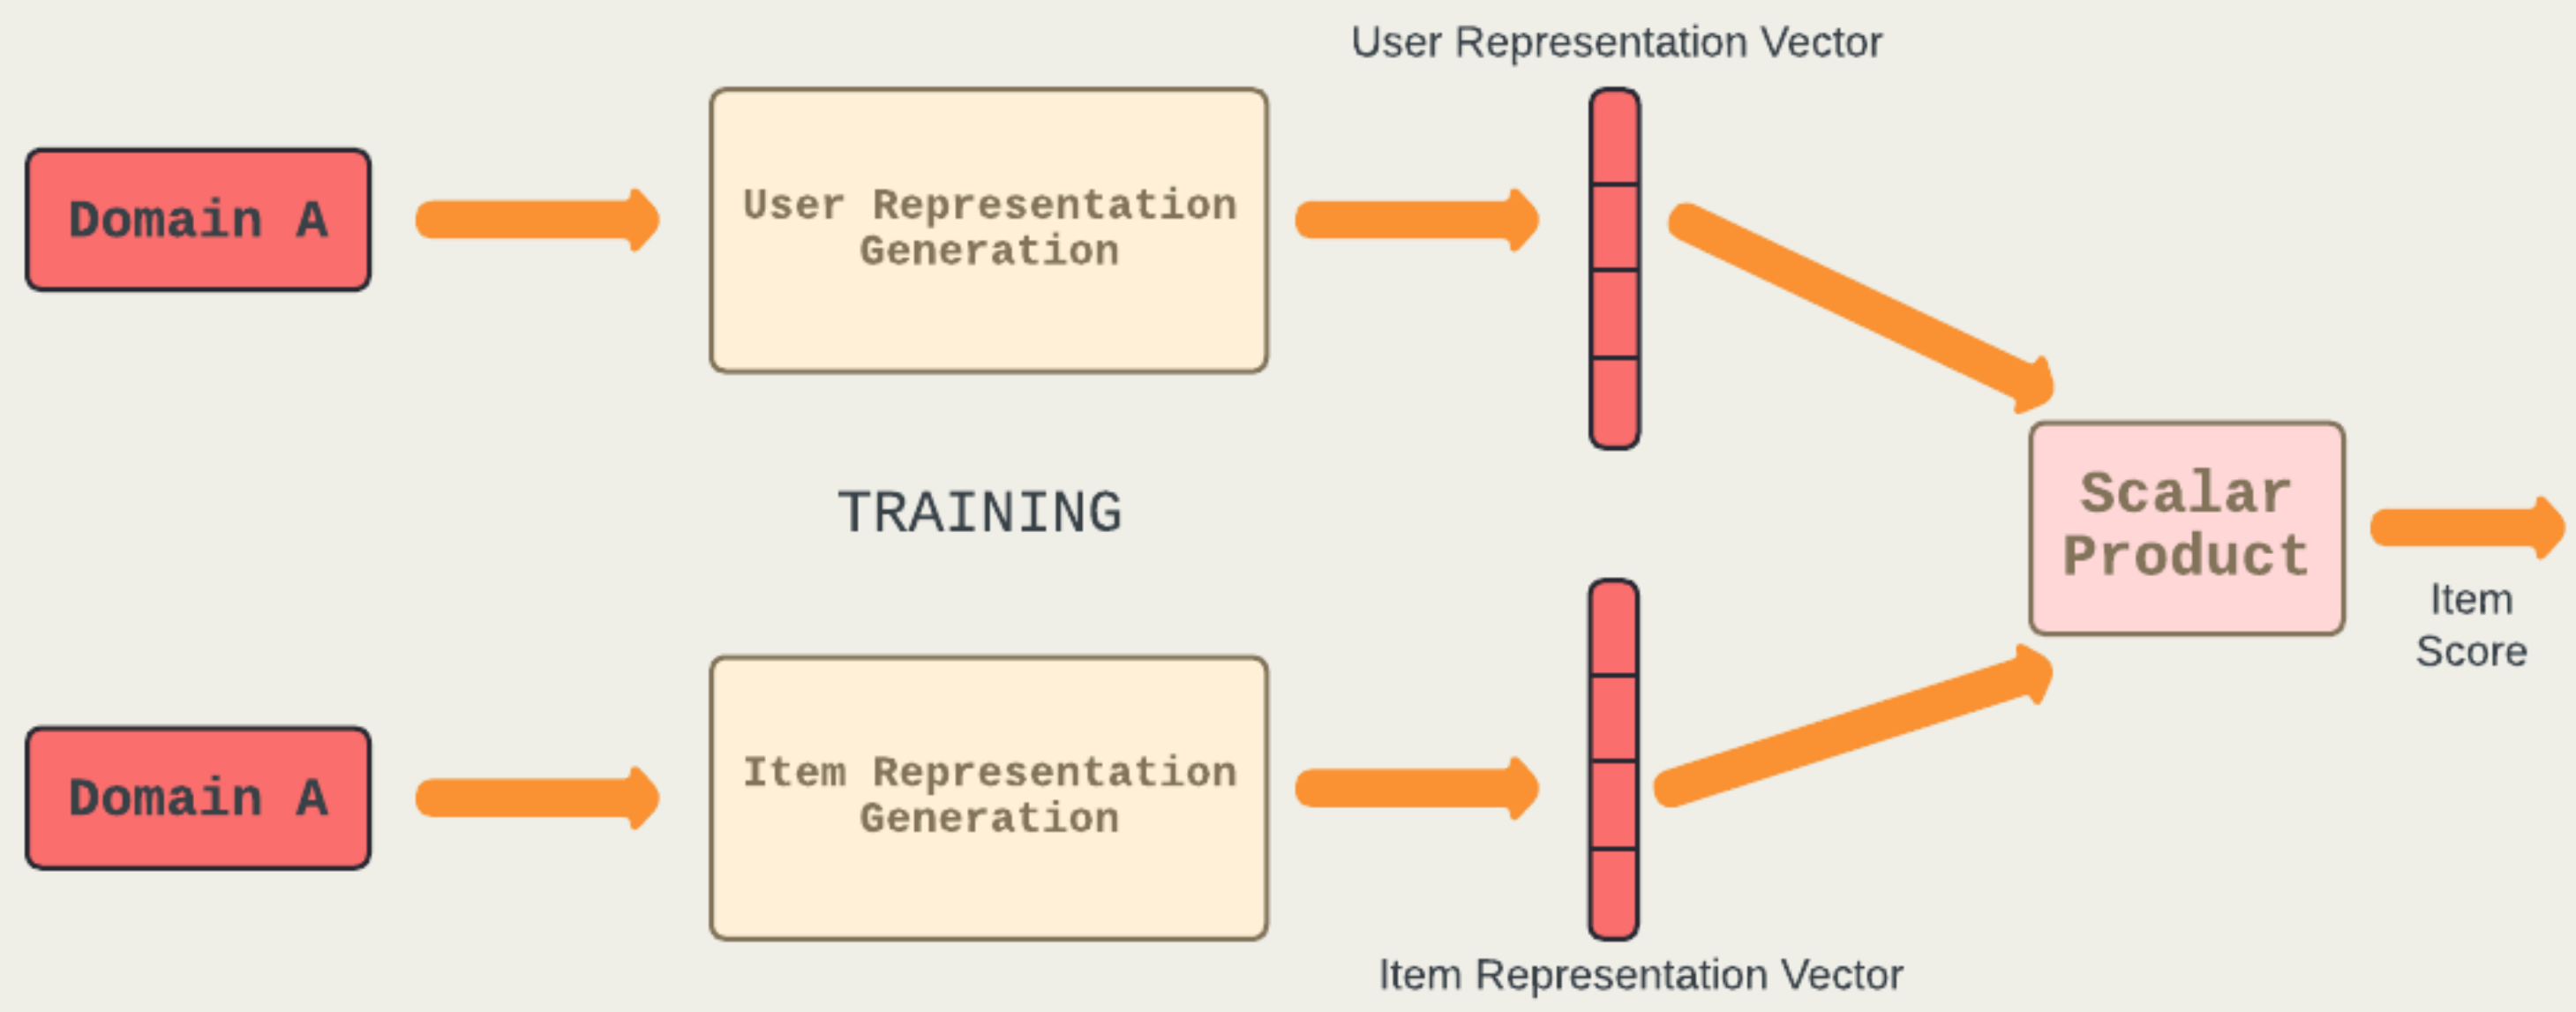 User Representation Vector
Domain A
User Representation
Generation
TRAINING
Scalar
Product
Item
Score
Domain A
Item Representation
Generation
Item Representation Vector